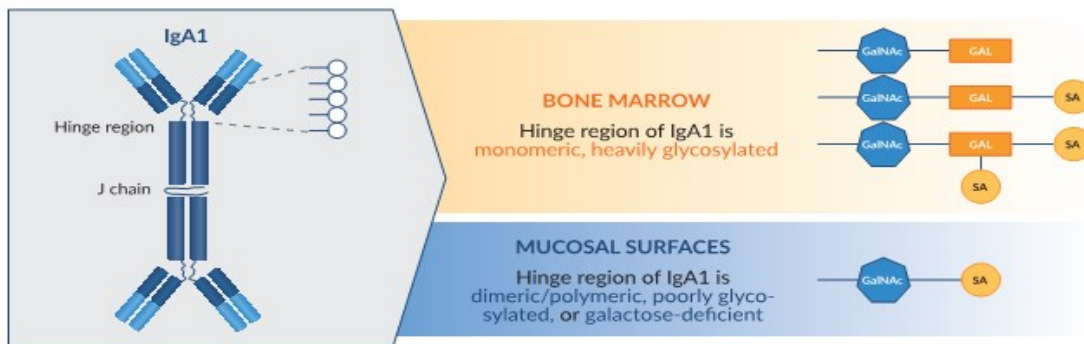 IgA1
Hinge region
J chain
BONE MARROW
Hinge region of IgA1 is
monomeric, heavily glycosylated
GalNAc GAL
GalNAc GAL SA
GalNAc GAL SA
SA
MUCOSAL SURFACES
Hinge region of IgA1 is
dimeric/polymeric, poorly glyco-
sylated, or galactose-deficient
GalNAc SA